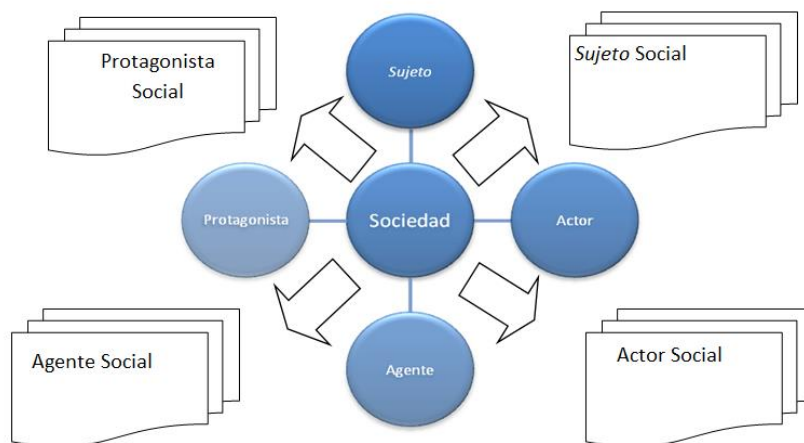 Protagonista
Social
Sujeto
Sujeto Social
Protagonista
Sociedad
Actor
Agente Social
Agente
Actor Social